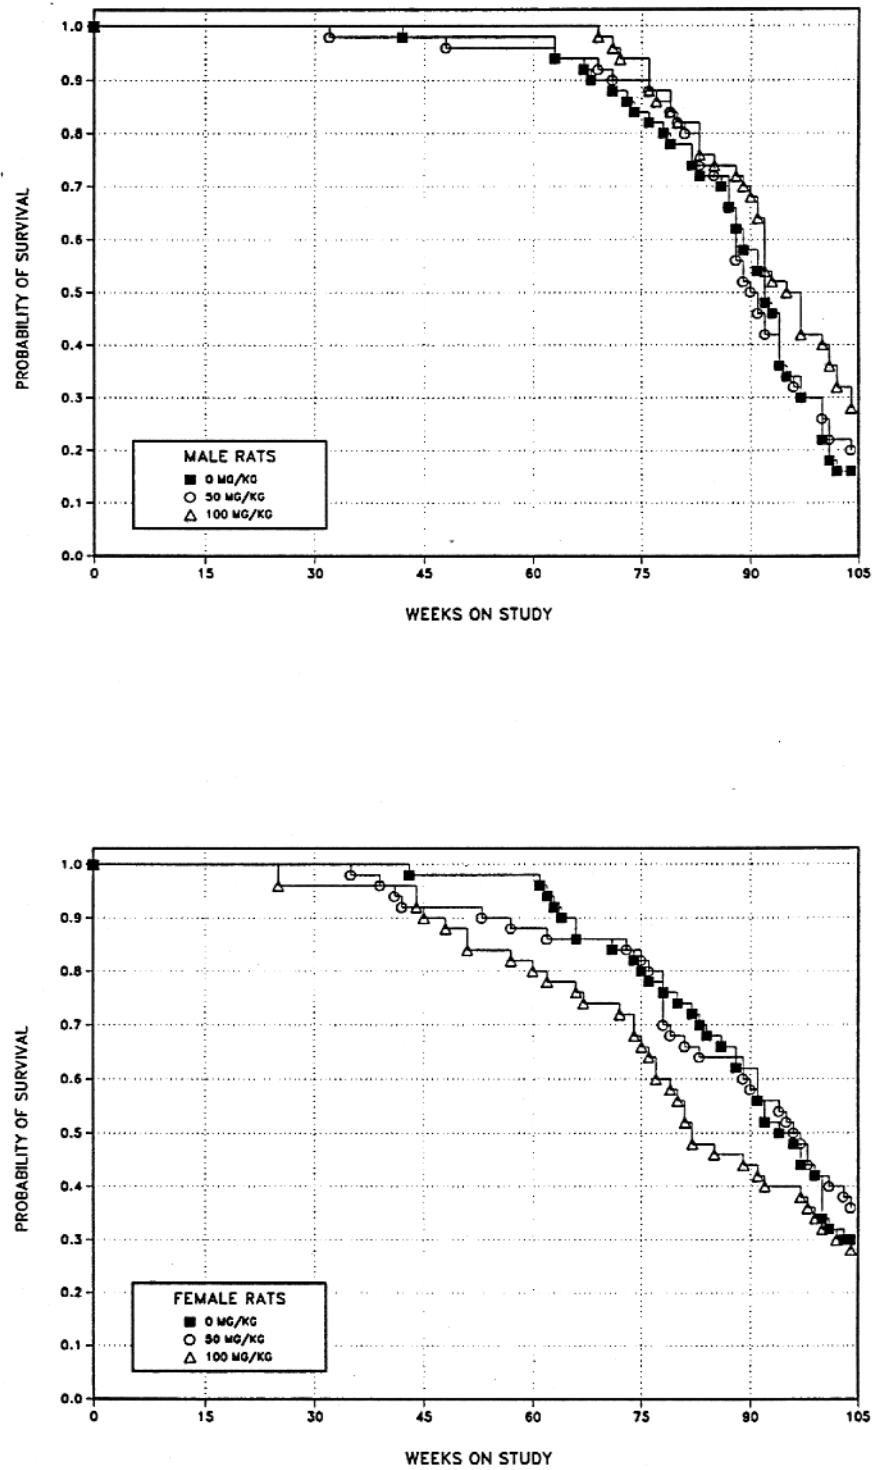 1.0
0.9
0.8
0.7
0.6
0.5
0.4
0.3
0.2
0.1
0.0
PROBABILITY OF SURVIVAL
MALE RATS
0 MG/KG
50 MG/KG
100 MG/KG
0 15 30 45 60 75 90 105
WEEKS ON STUDY
1.0
0.9
0.8
0.7
0.6
0.5
0.4
0.3
0.2
0.1
0.0
PROBABILITY OF SURVIVAL
FEMALE RATS
0 MG/KG
50 MG/KG
100 MG/KG
0 15 30 45 60 75 90 105
WEEKS ON STUDY